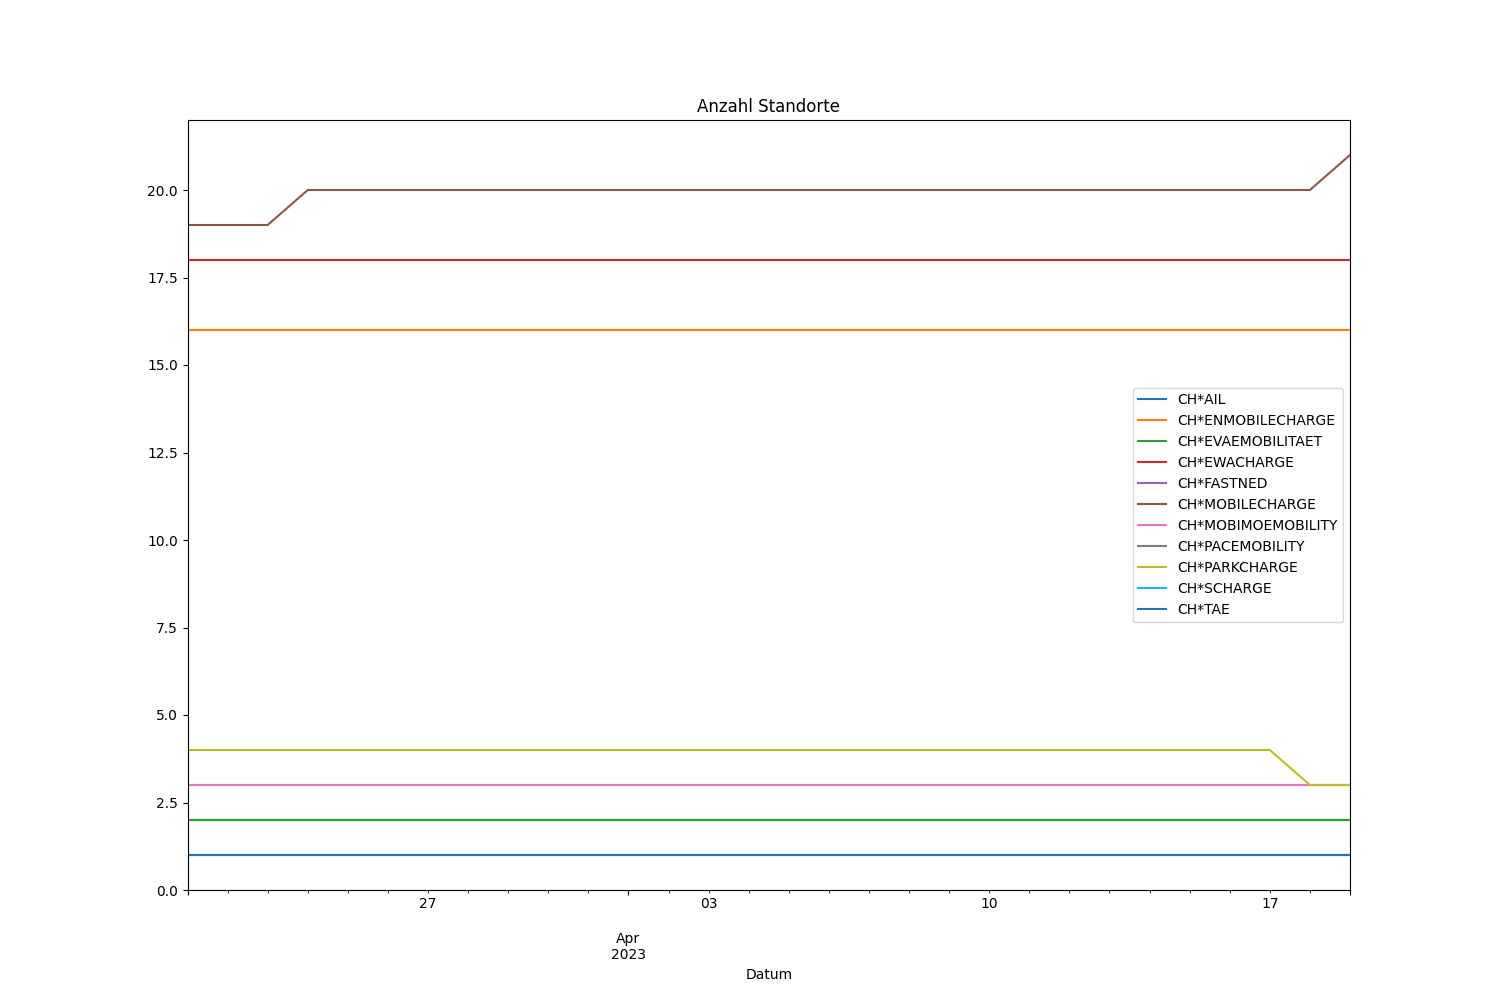 Anzahl Standorte
20.0
17.5
15.0
12.5
10.0
7.5
5.0
2.5
0.0
CH*AIL
CH*ENMOBILECHARGE
CH*EVAEMOBILITAET
CH*EWACHARGE
CH*FASTNED
CH*MOBILECHARGE
CH*MOBIMOEMOBILITY
CH*PACEMOBILITY
CH*PARKCHARGE
CH*SCHARGE
CH*TAE
27 03 10 17
Apr
2023
Datum